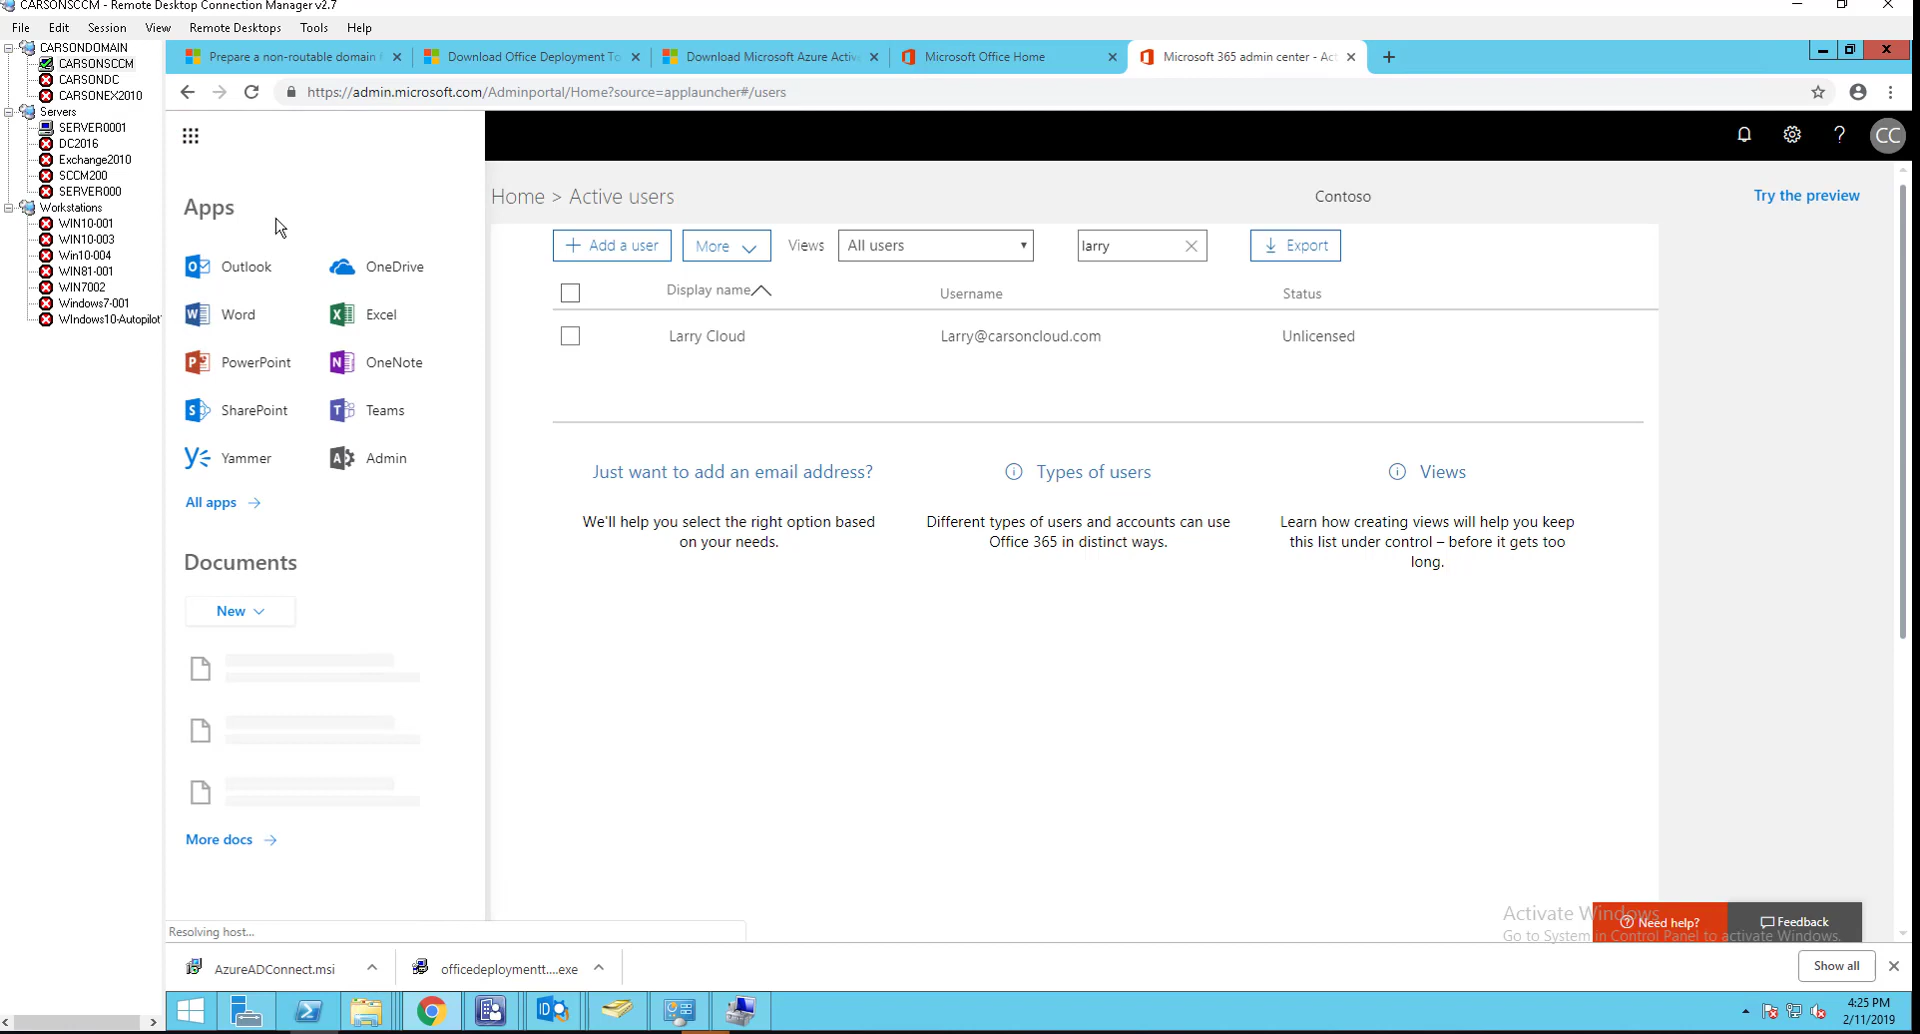 CARSONSCCM - Remote Desktop Connection Manager v2.7
File Edit Session View Remote Desktops Tools Help
CARSONDOMAIN
CARSONSCCM
CARSONDC
CARSONEX2010
Servers
SERVER0001
DC2016
Exchange2010
SCCM200
SERVER000
Workstations
WIN10-001
WIN10-003
Win10-004
WIN81-001
WIN7002
Windows7-001
WIndows10-Autopilot
Prepare a non-routable domain
Download Office Deployment To
Download Microsoft Azure Active
Microsoft Office Home
Microsoft 365 admin center - Act
https://admin.microsoft.com/Adminportal/Home?source=applauncher#/users
CC
Apps
Outlook OneDrive
Word Excel
PowerPoint OneNote
SharePoint Teams
Yammer Admin
All apps
Documents
New
More docs
Home > Active users Contoso Try the preview
+ Add a user More Views All users larry Export
Display name Username Status
Larry Cloud Larry@carsoncloud.com Unlicensed
Just want to add an email address?
We'll help you select the right option based
on your needs.
Types of users
Different types of users and accounts can use
Office 365 in distinct ways.
Views
Learn how creating views will help you keep
this list under control – before it gets too
long.
Activate Windows
Go to System in Control Panel to activate Windows.
Need help? Feedback
Resolving host...
AzureADConnect.msi officedeploymentt....exe Show all
4:25 PM
2/11/2019